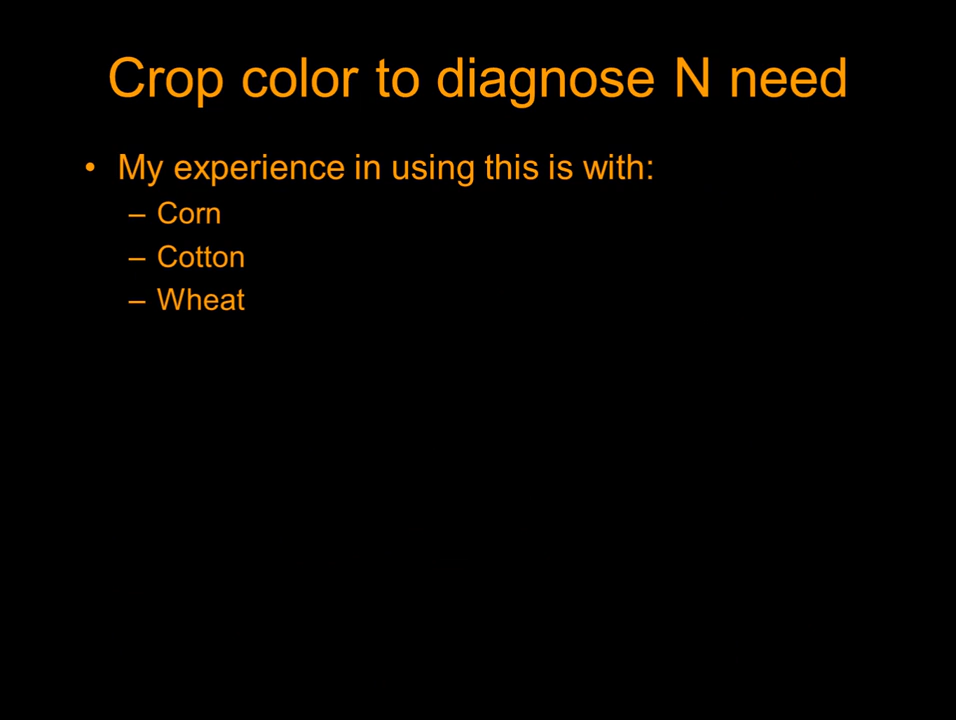 Crop color to diagnose N need
• My experience in using this is with:
– Corn
– Cotton
– Wheat